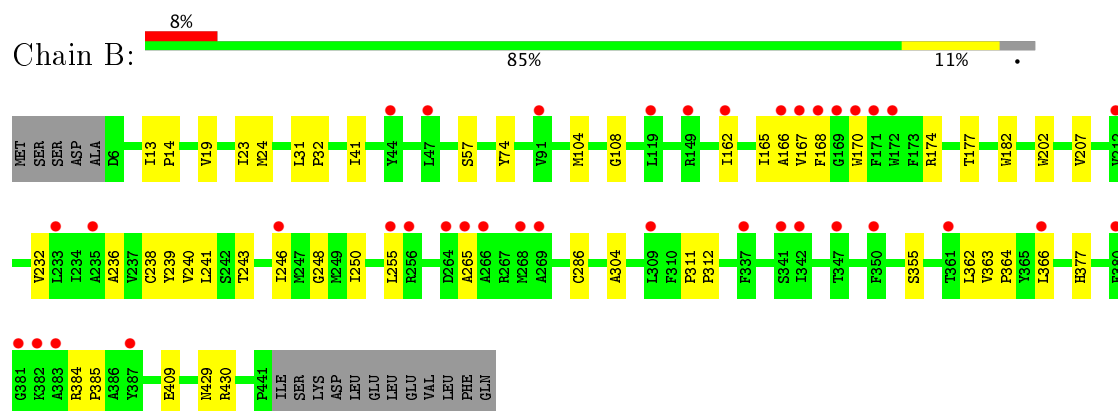 8%
Chain B:
85% 11% •
MET SER SER ASP ALA D6 I13 P14 V19 I23 M24 L31 P32 I41 Y44 L47 S57 Y74 V91 M104 G108 L119 R149 I162 I165 A166 V167 F168 G169 W170 F171 W172 F173 R174 T177 W182 W202 V207
V232 L233 I234 A235 A236 V237 C238 Y239 V240 L241 S242 T243 I246 M247 G248 M249 I250 L255 R256 D264 A265 A266 R267 M268 A269 C286 A304 L309 F310 P311 P312 F337 S341 I342 T347 F350 S355 T361 L362 V363 P364 Y365 L366 H377
G381 K382 A383 R384 P385 A386 Y387 E409 N429 R430 P441 ILE SER LYS ASP LEU GLU LEU GLU VAL LEU PHE GLN